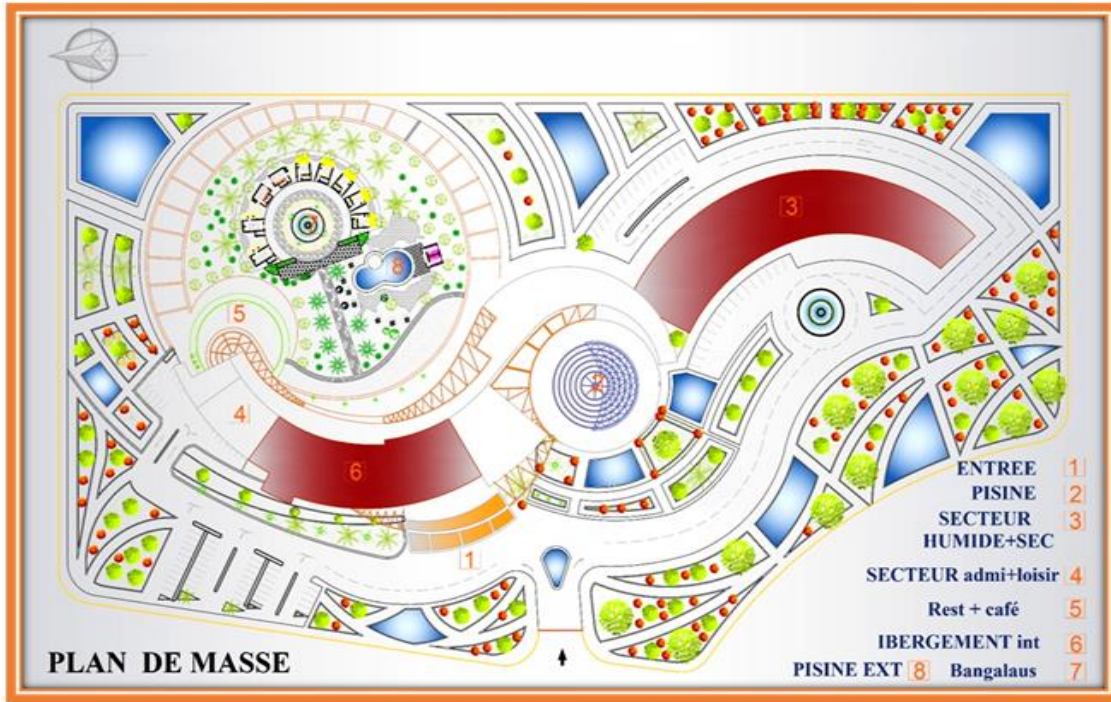 7
3
8
5
2
4
6
1
ENTREE 1
PISINE 2
SECTEUR 3
HUMIDE+SEC
SECTEUR admi+loisir 4
Rest + café 5
IBERGEMENT int 6
PISINE EXT 8 Bangalaus 7
PLAN DE MASSE